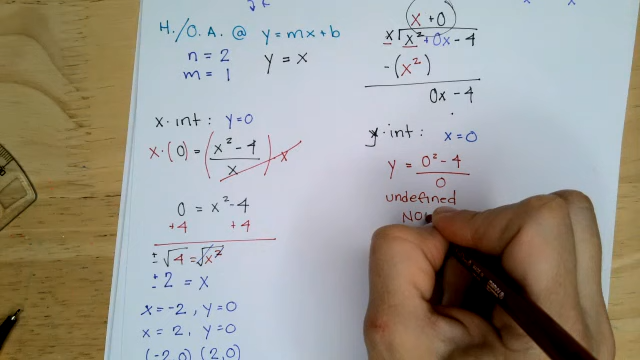 H./O.A. @ y = mx + b
n = 2 y = x
m = 1
x·int: y=0
x·(0) = (x² - 4 / x) x
0 = x² - 4
+4 +4
± √4 = √x²
± 2 = x
x = -2, y = 0
x = 2, y = 0
(-2,0) (2,0)
x + 0
x √ x² + 0x - 4
-(x²)
0x - 4
y·int: x=0
y = 0² - 4 / 0
undefined